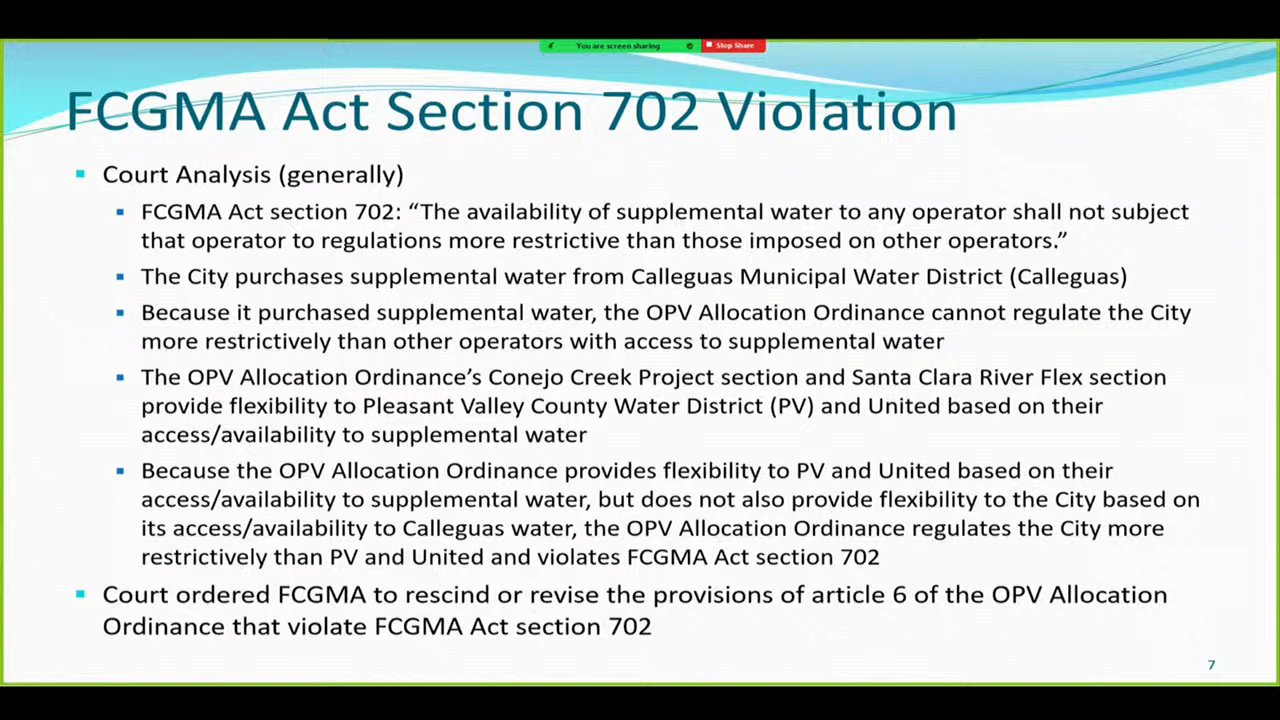 You are screen sharing
Stop Share
FCGMA Act Section 702 Violation
Court Analysis (generally)
FCGMA Act section 702: “The availability of supplemental water to any operator shall not subject
that operator to regulations more restrictive than those imposed on other operators.”
The City purchases supplemental water from Calleguas Municipal Water District (Calleguas)
Because it purchased supplemental water, the OPV Allocation Ordinance cannot regulate the City
more restrictively than other operators with access to supplemental water
The OPV Allocation Ordinance’s Conejo Creek Project section and Santa Clara River Flex section
provide flexibility to Pleasant Valley County Water District (PV) and United based on their
access/availability to supplemental water
Because the OPV Allocation Ordinance provides flexibility to PV and United based on their
access/availability to supplemental water, but does not also provide flexibility to the City based on
its access/availability to Calleguas water, the OPV Allocation Ordinance regulates the City more
restrictively than PV and United and violates FCGMA Act section 702
Court ordered FCGMA to rescind or revise the provisions of article 6 of the OPV Allocation
Ordinance that violate FCGMA Act section 702
7